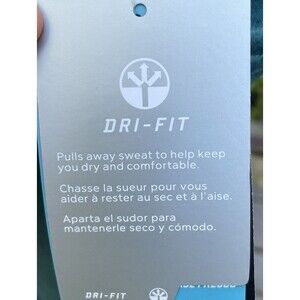 DRI-FIT
Pulls away sweat to help keep
you dry and comfortable.
Chasse la sueur pour vous
aider à rester au sec et à l'aise.
Aparta el sudor para
mantenerle seco y cómodo.
DRI-FIT